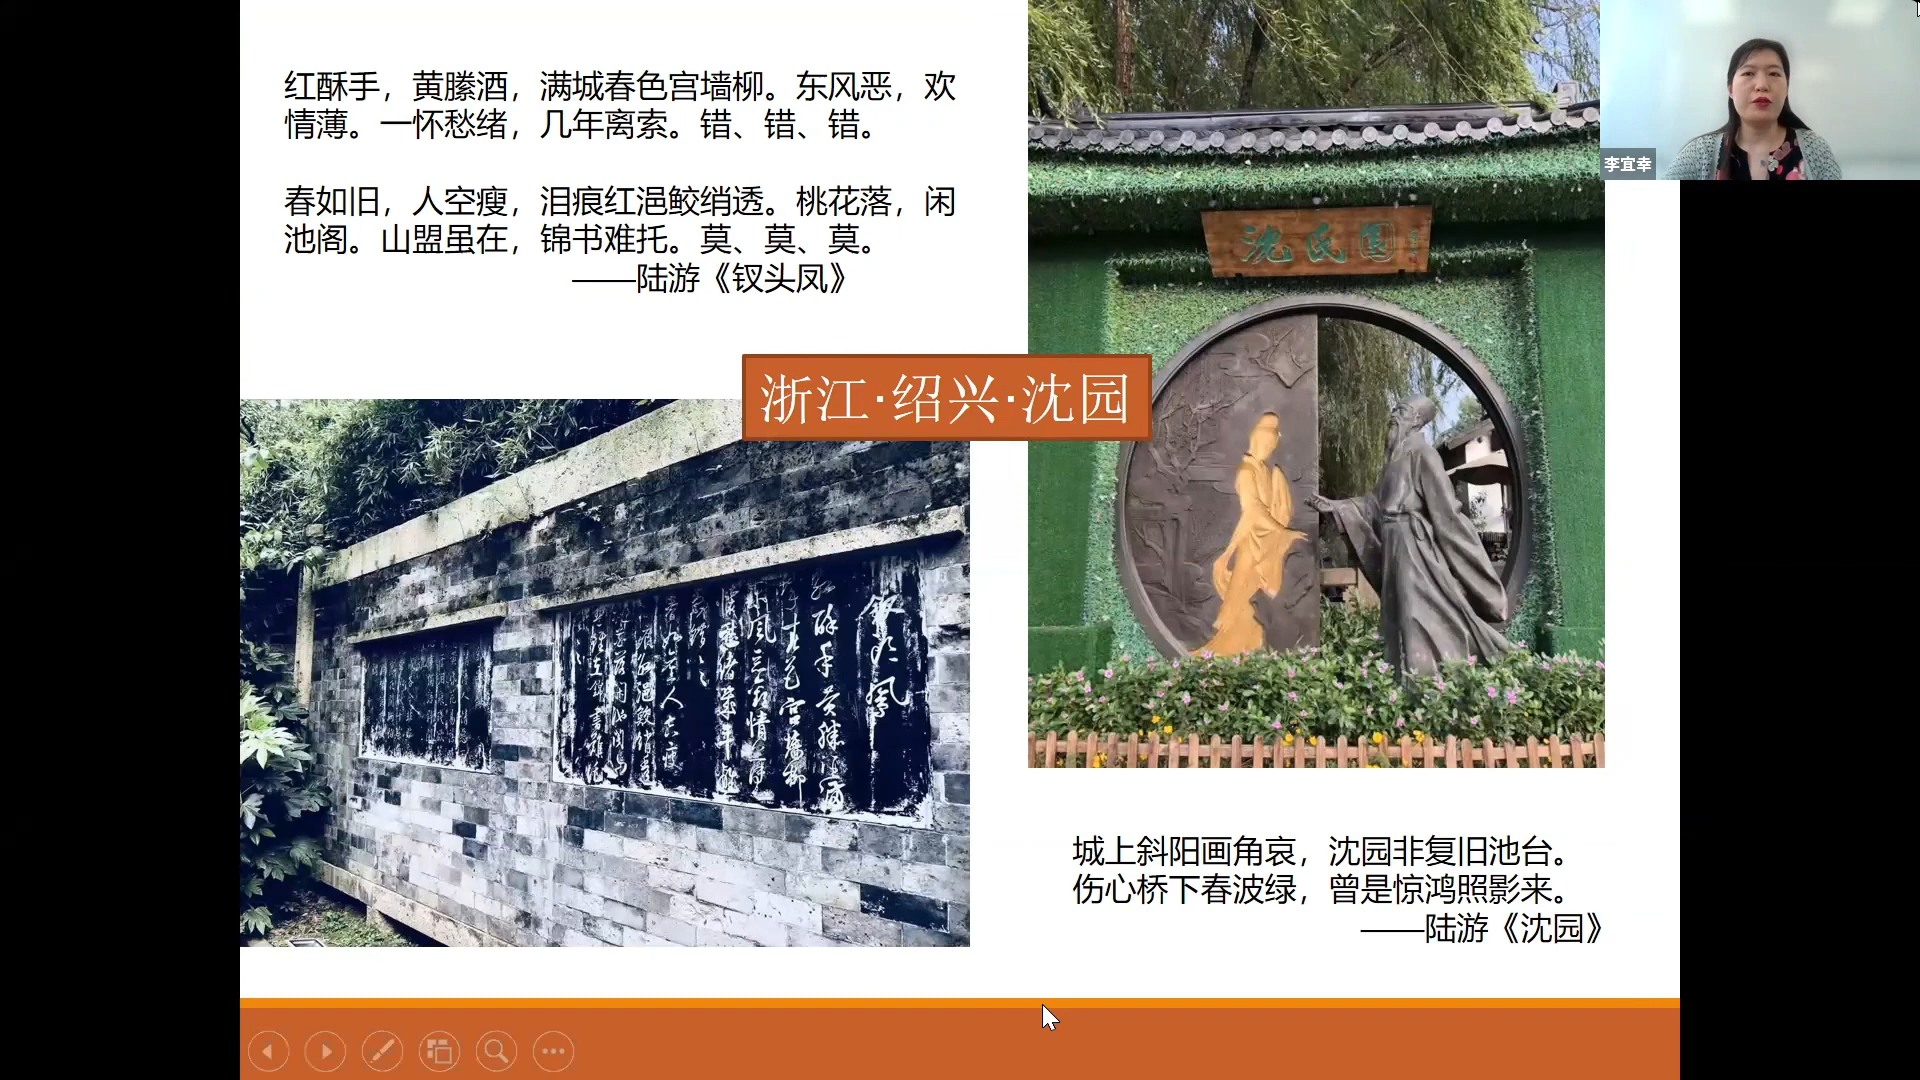 红酥手，黄縢酒，满城春色宫墙柳。东风恶，欢
情薄。一怀愁绪，几年离索。错、错、错。
春如旧，人空瘦，泪痕红浥鲛绡透。桃花落，闲
池阁。山盟虽在，锦书难托。莫、莫、莫。
——陆游《钗头凤》
浙江·绍兴·沈园
沈氏园
李宜幸
钗头凤
城上斜阳画角哀，沈园非复旧池台。
伤心桥下春波绿，曾是惊鸿照影来。
——陆游《沈园》